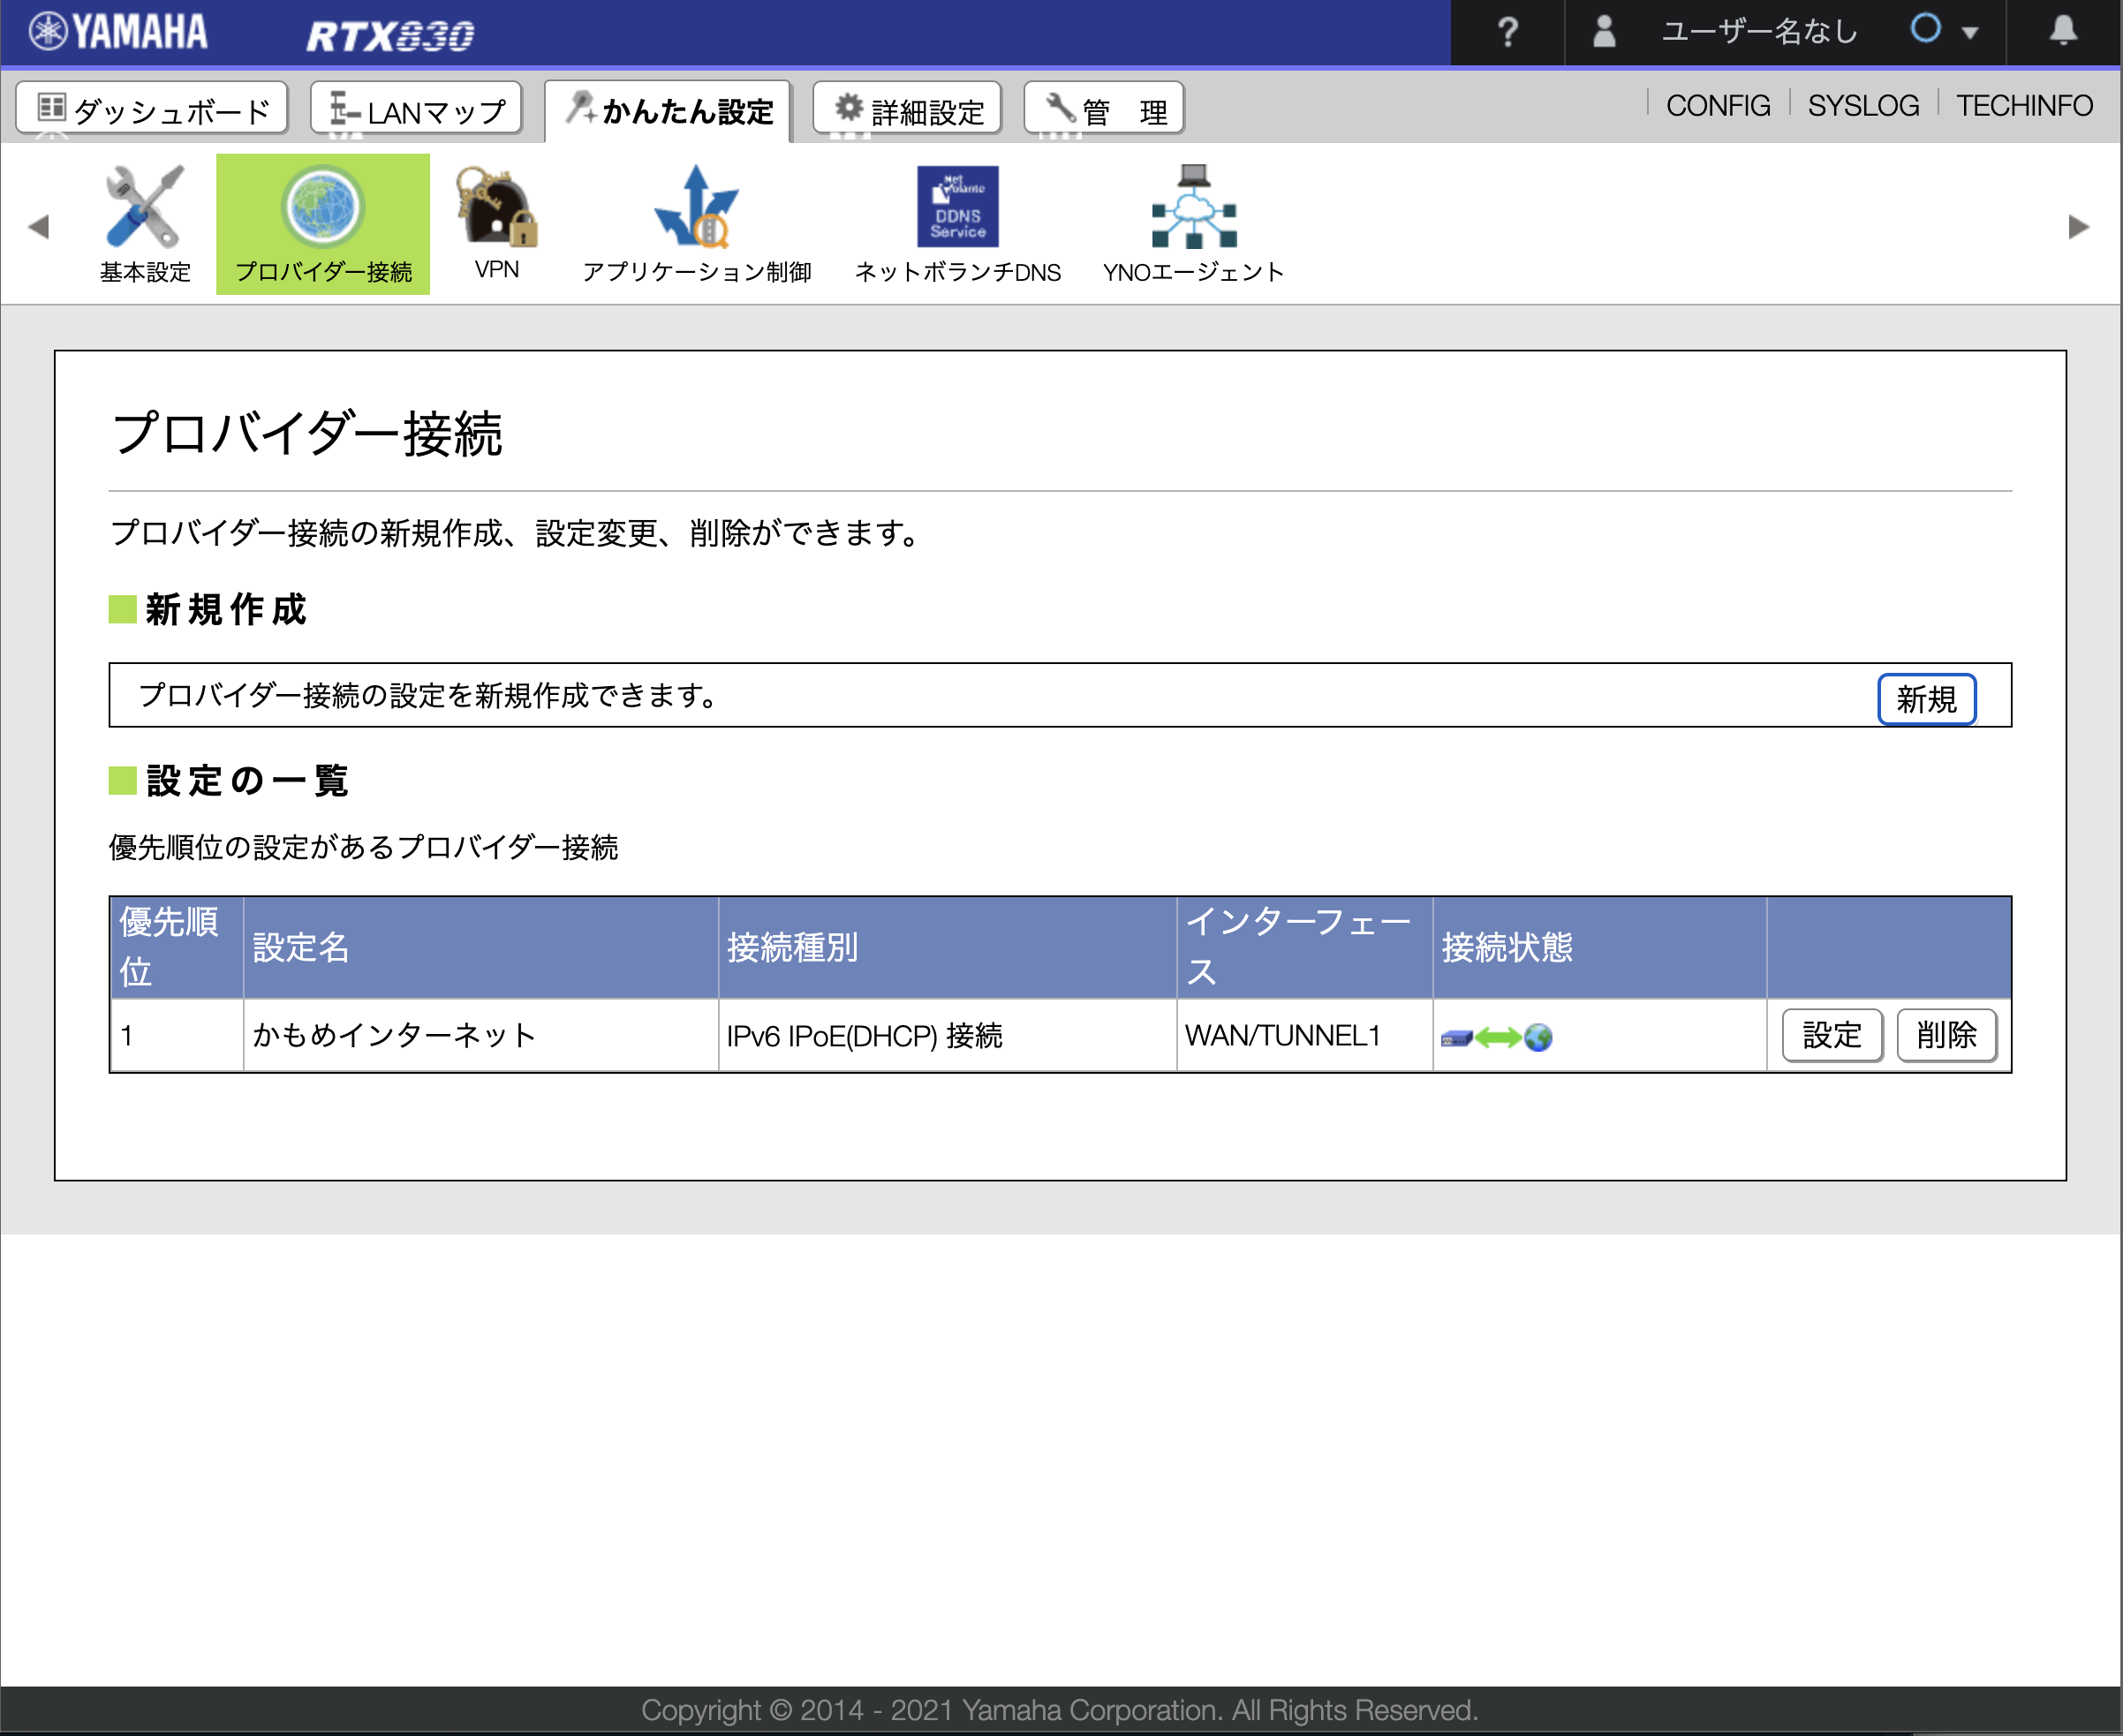 YAMAHA RTX830 ? ユーザー名なし
ダッシュボード LANマップ かんたん設定 詳細設定 管 理 CONFIG SYSLOG TECHINFO
Net Volante DDNS Service
基本設定 プロバイダー接続 VPN アプリケーション制御 ネットボランチDNS YNOエージェント
プロバイダー接続
プロバイダー接続の新規作成、設定変更、削除ができます。
新規作成
プロバイダー接続の設定を新規作成できます。 新規
設定の一覧
優先順位の設定があるプロバイダー接続
優先順位 設定名 接続種別 インターフェース 接続状態
1 かもめインターネット IPv6 IPoE(DHCP) 接続 WAN/TUNNEL1 設定 削除
Copyright © 2014 - 2021 Yamaha Corporation. All Rights Reserved.